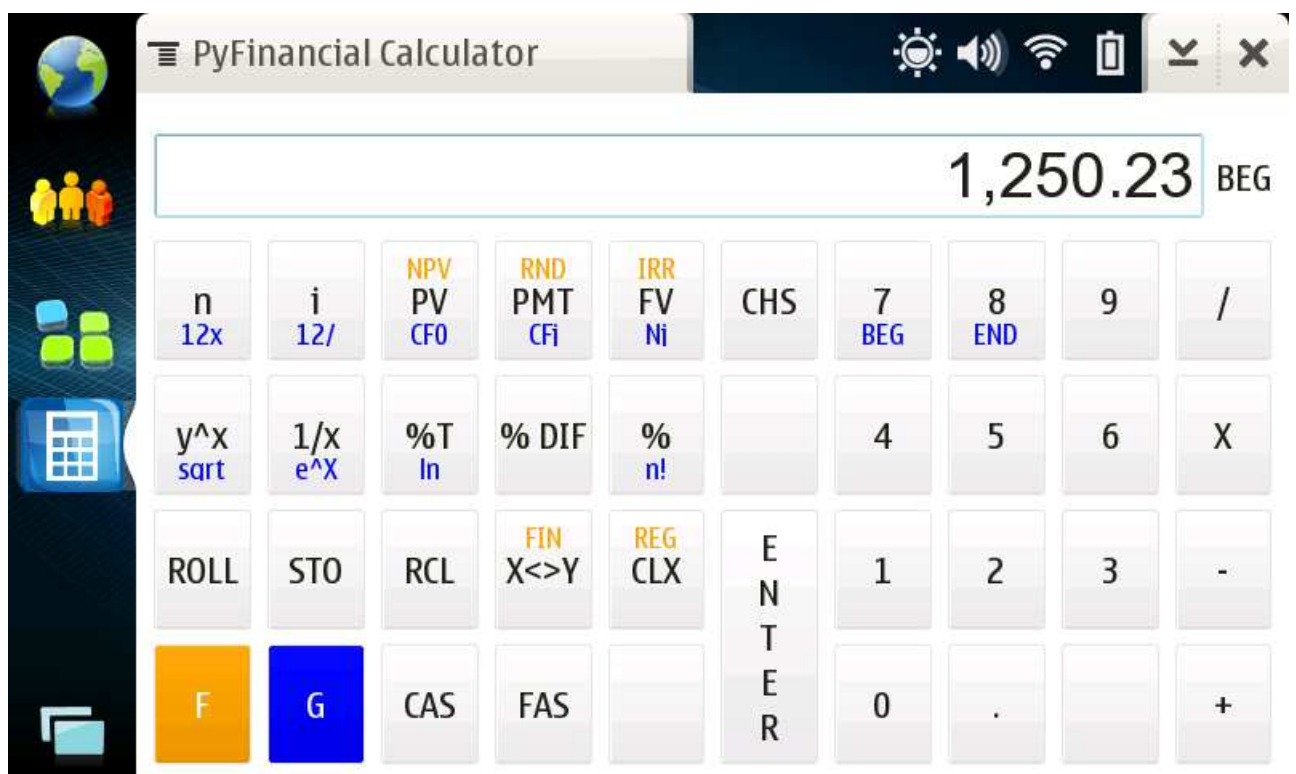 PyFinancial Calculator
1,250.23 BEG
NPV RND IRR
n i PV PMT FV CHS 7 8 9 /
12x 12/ CF0 CFi Ni BEG END
y^x 1/x %T % DIF % 4 5 6 X
sqrt e^X ln n!
FIN REG
ROLL STO RCL X<>Y CLX 1 2 3 -
ENTER
F G CAS FAS 0 . +